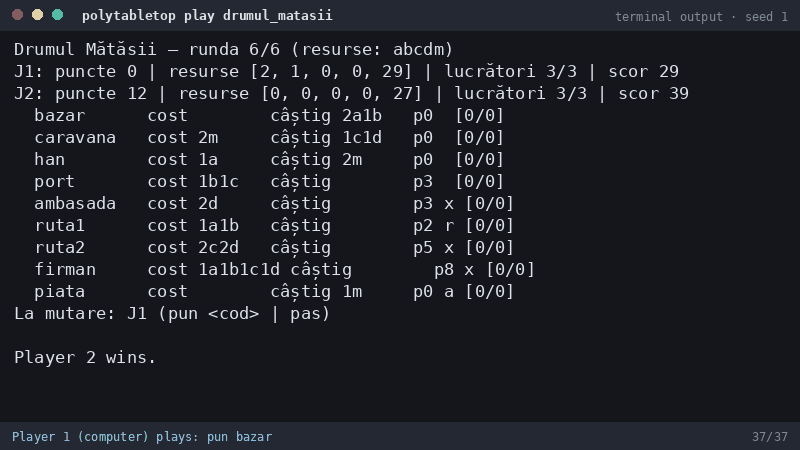 polytabletop play drumul_matasii
terminal output · seed 1
Drumul Mătăsii — runda 6/6 (resurse: abcdm)
J1: puncte 0 | resurse [2, 1, 0, 0, 29] | lucrători 3/3 | scor 29
J2: puncte 12 | resurse [0, 0, 0, 0, 27] | lucrători 3/3 | scor 39
bazar cost câștig 2a1b p0 [0/0]
caravana cost 2m câștig 1c1d p0 [0/0]
han cost 1a câștig 2m p0 [0/0]
port cost 1b1c câștig p3 [0/0]
ambasada cost 2d câștig p3 x [0/0]
ruta1 cost 1a1b câștig p2 r [0/0]
ruta2 cost 2c2d câștig p5 x [0/0]
firman cost 1a1b1c1d câștig p8 x [0/0]
piata cost câștig 1m p0 a [0/0]
La mutare: J1 (pun <cod> | pas)
Player 2 wins.
Player 1 (computer) plays: pun bazar
37/37